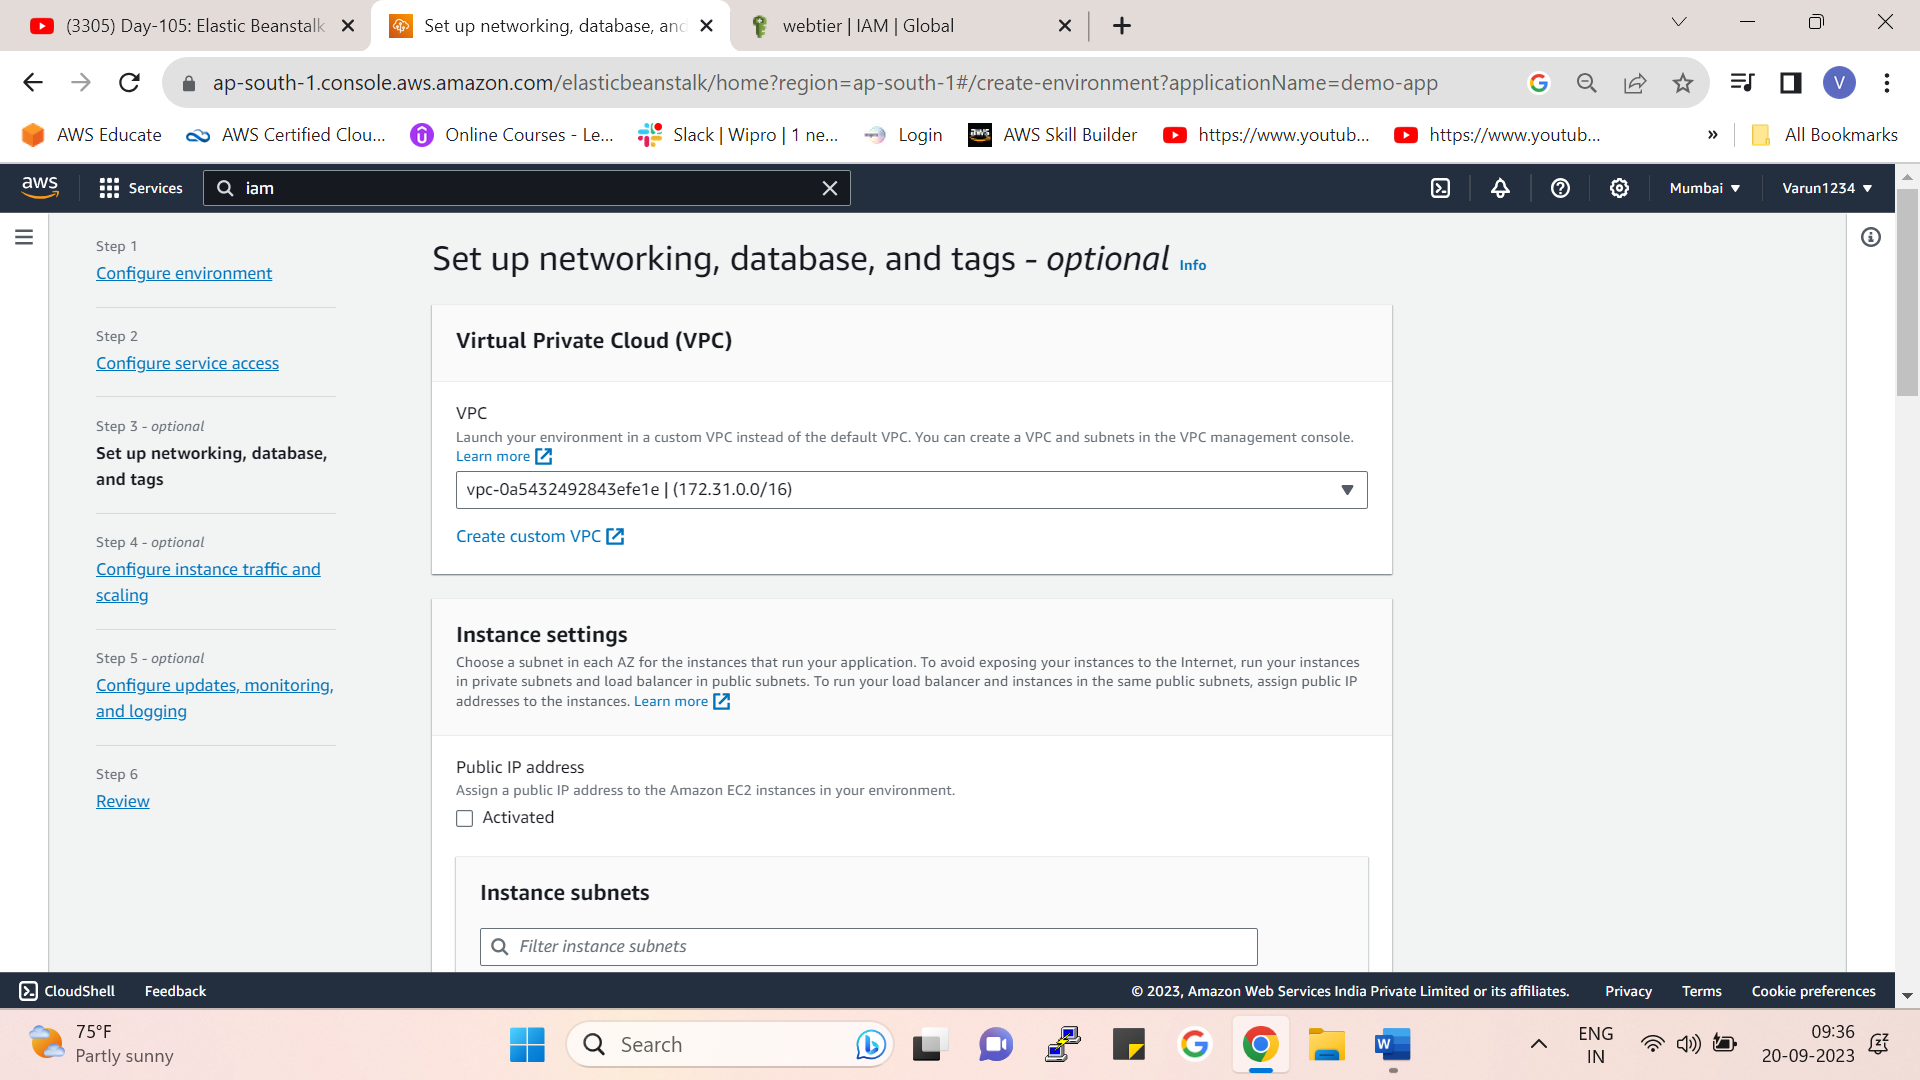 (3305) Day-105: Elastic Beanstalk
Set up networking, database, and
webtier | IAM | Global
ap-south-1.console.aws.amazon.com/elasticbeanstalk/home?region=ap-south-1#/create-environment?applicationName=demo-app
V
AWS Educate
AWS Certified Clou...
Online Courses - Le...
Slack | Wipro | 1 ne...
Login
AWS Skill Builder
https://www.youtub...
https://www.youtub...
»
All Bookmarks
aws
Services
iam
Mumbai
Varun1234
Step 1
Configure environment
Step 2
Configure service access
Step 3 - optional
Set up networking, database,
and tags
Step 4 - optional
Configure instance traffic and
scaling
Step 5 - optional
Configure updates, monitoring,
and logging
Step 6
Review
Set up networking, database, and tags - optional Info
Virtual Private Cloud (VPC)
VPC
Launch your environment in a custom VPC instead of the default VPC. You can create a VPC and subnets in the VPC management console.
Learn more
vpc-0a5432492843efe1e | (172.31.0.0/16)
Create custom VPC
Instance settings
Choose a subnet in each AZ for the instances that run your application. To avoid exposing your instances to the Internet, run your instances
in private subnets and load balancer in public subnets. To run your load balancer and instances in the same public subnets, assign public IP
addresses to the instances. Learn more
Public IP address
Assign a public IP address to the Amazon EC2 instances in your environment.
Activated
Instance subnets
Filter instance subnets
CloudShell
Feedback
© 2023, Amazon Web Services India Private Limited or its affiliates.
Privacy
Terms
Cookie preferences
75°F
Partly sunny
Search
ENG
IN
09:36
20-09-2023